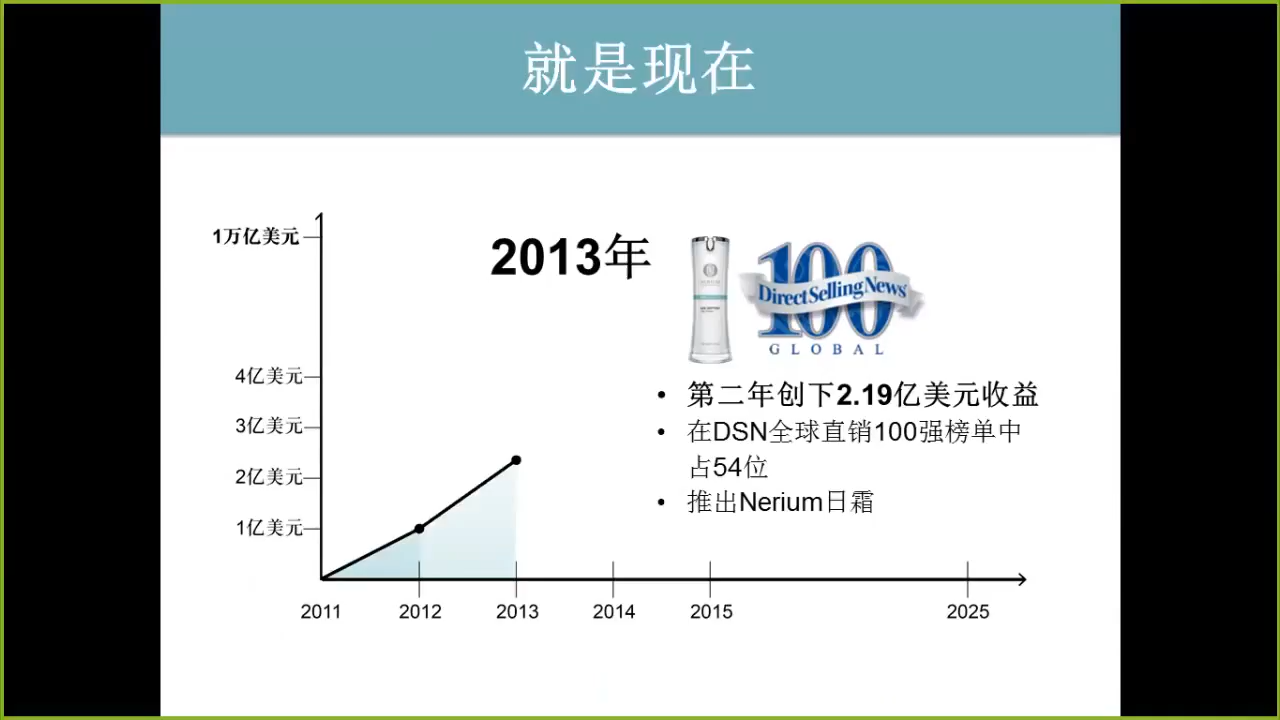 就是现在
1万亿美元
4亿美元
3亿美元
2亿美元
1亿美元
2011
2012
2013
2014
2015
2025
2013年
100
DirectSellingNews
GLOBAL
• 第二年创下2.19亿美元收益
• 在DSN全球直销100强榜单中
占54位
• 推出Nerium日霜